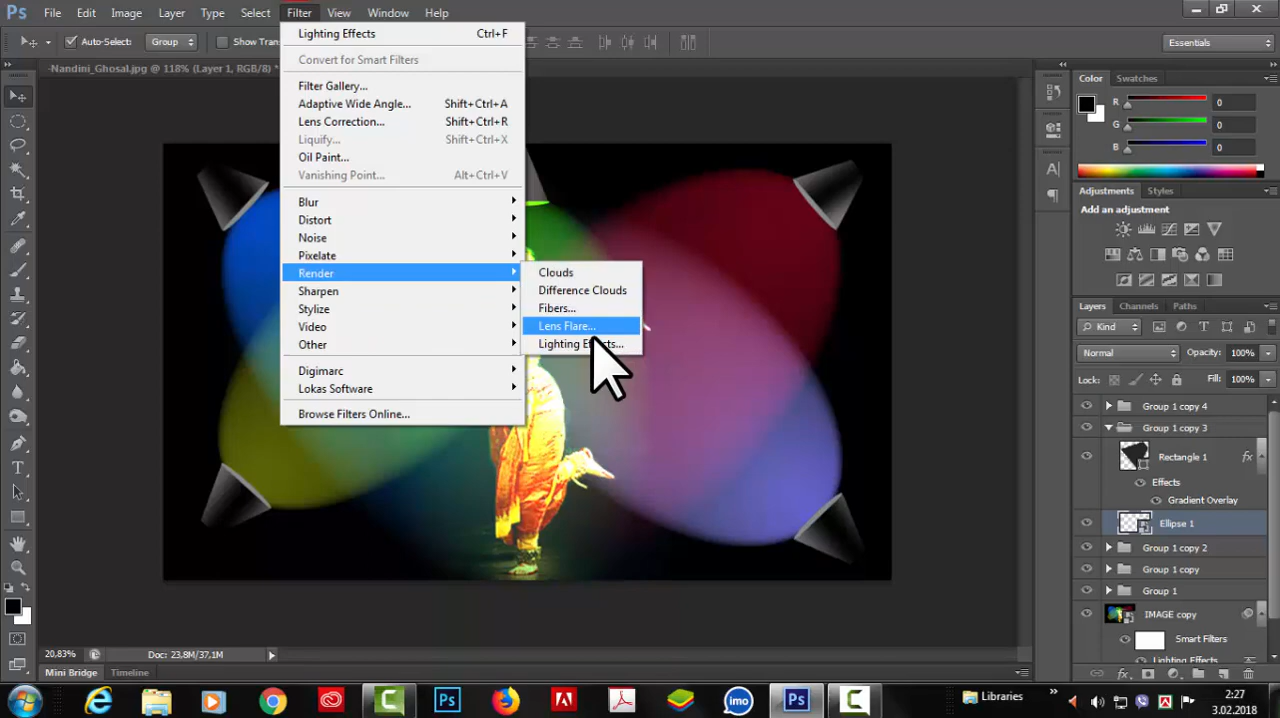 Ps File Edit Image Layer Type Select Filter View Window Help
Auto-Select: Group Show Trans
Essentials
-Nandini_Ghosal.jpg @ 118% (Layer 1, RGB/8) *
Lighting Effects Ctrl+F
Convert for Smart Filters
Filter Gallery...
Adaptive Wide Angle... Shift+Ctrl+A
Lens Correction... Shift+Ctrl+R
Liquify... Shift+Ctrl+X
Oil Paint...
Vanishing Point... Alt+Ctrl+V
Blur
Distort
Noise
Pixelate
Render
Sharpen
Stylize
Video
Other
Digimarc
Lokas Software
Browse Filters Online...
Clouds
Difference Clouds
Fibers...
Lens Flare...
Lighting Effects...
Color Swatches
R 0
G 0
B 0
Adjustments Styles
Add an adjustment
Layers Channels Paths
Kind
Normal Opacity: 100%
Lock: Fill: 100%
Group 1 copy 4
Group 1 copy 3
Rectangle 1 fx
Effects
Gradient Overlay
Ellipse 1
Group 1 copy 2
Group 1 copy
Group 1
IMAGE copy
Smart Filters
Lighting Effects
20,83% Doc: 23.8M/37.1M
Mini Bridge Timeline
Libraries
2:27
3.02.2018